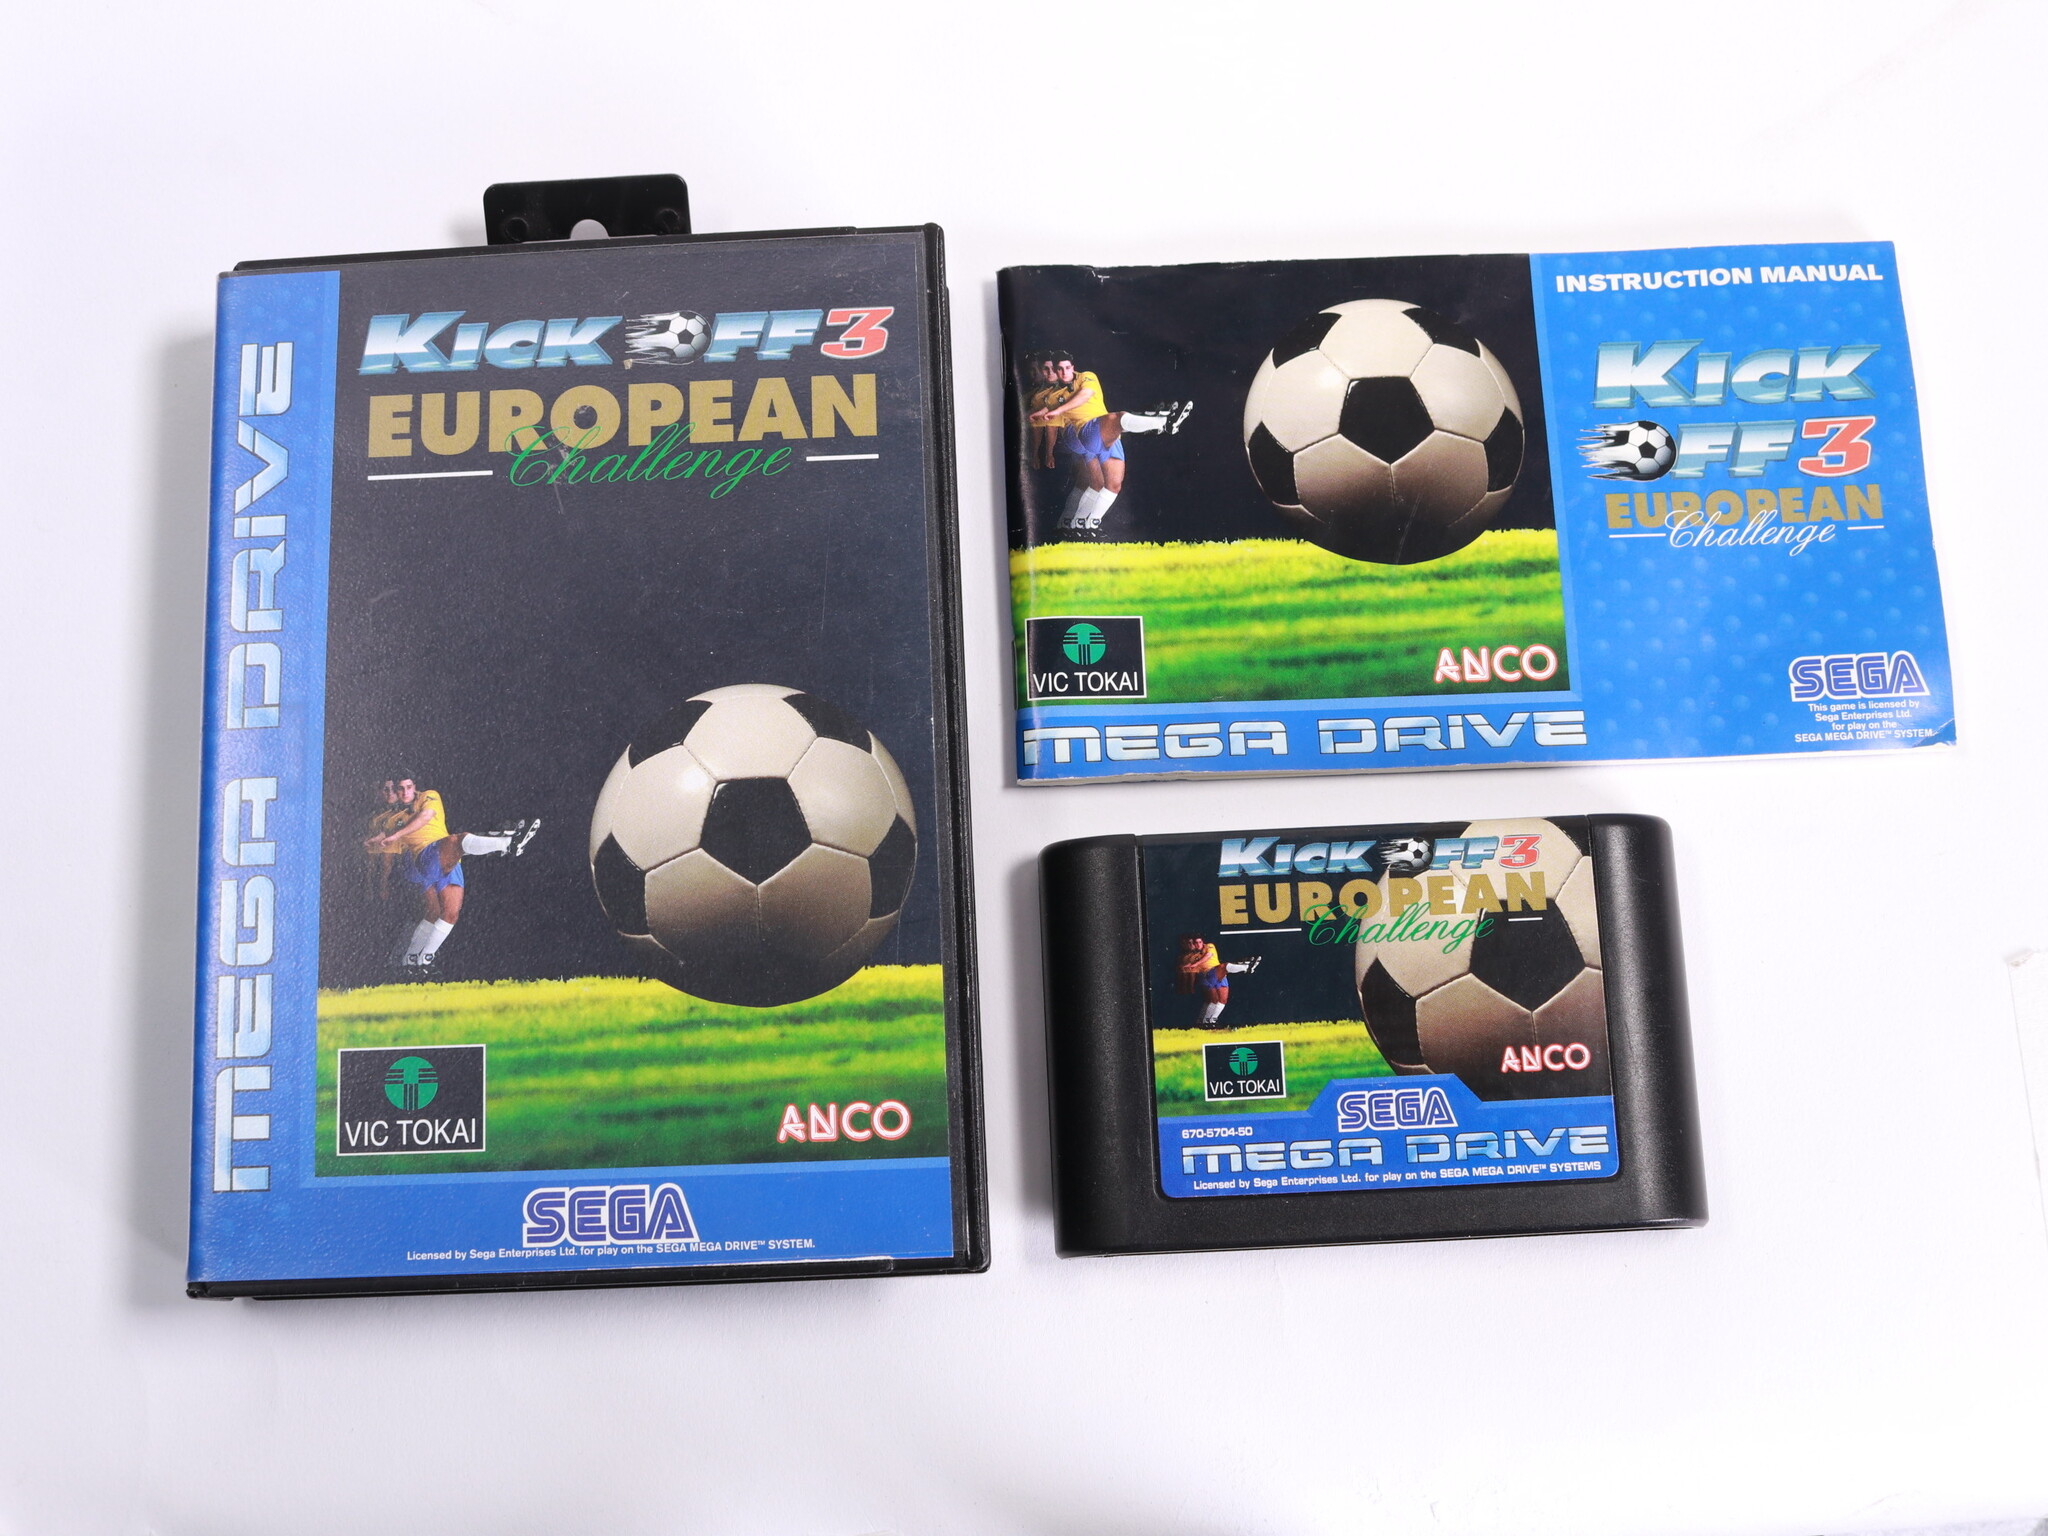 MEGA DRIVE
KICK OFF 3
EUROPEAN
Challenge
VIC TOKAI
ANCO
SEGA
Licensed by Sega Enterprises Ltd. for play on the SEGA MEGA DRIVE™ SYSTEM.
INSTRUCTION MANUAL
KICK
OFF 3
EUROPEAN
Challenge
VIC TOKAI
ANCO
MEGA DRIVE
SEGA
This game is licensed by
Sega Enterprises Ltd.
for play on the
SEGA MEGA DRIVE™ SYSTEM.
KICK OFF 3
EUROPEAN
Challenge
VIC TOKAI
ANCO
SEGA
670-5704-50
MEGA DRIVE
Licensed by Sega Enterprises Ltd. for play on the SEGA MEGA DRIVE™ SYSTEMS